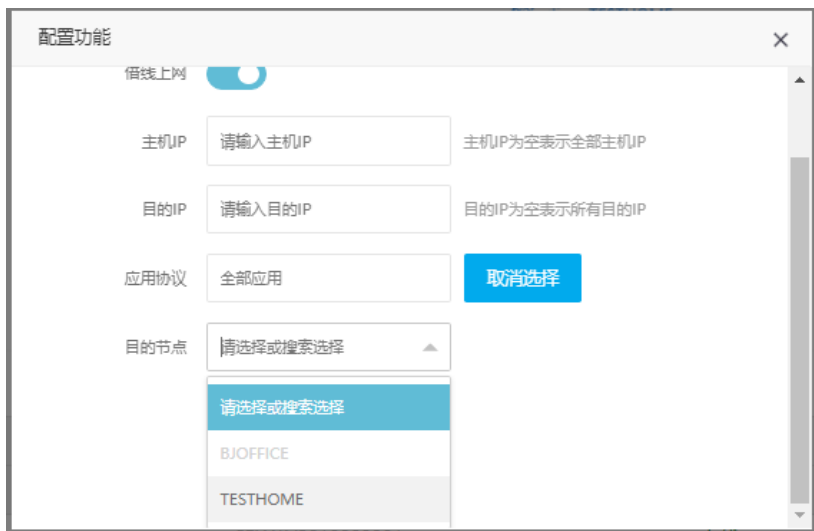 配置功能
借线上网
主机IP 请输入主机IP 主机IP为空表示全部主机IP
目的IP 请输入目的IP 目的IP为空表示所有目的IP
应用协议 全部应用 取消选择
目的节点 请选择或搜索选择
请选择或搜索选择
BJOFFICE
TESTHOME